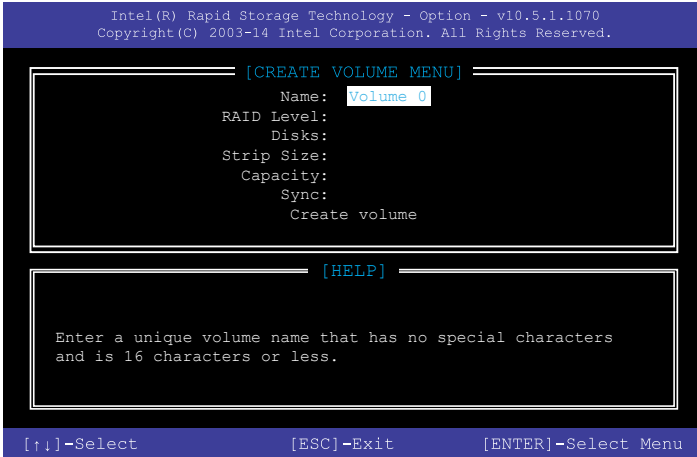 Intel(R) Rapid Storage Technology - Option - v10.5.1.1070
Copyright(C) 2003-14 Intel Corporation. All Rights Reserved.
[CREATE VOLUME MENU]
Name: Volume 0
RAID Level:
Disks:
Strip Size:
Capacity:
Sync:
Create volume
[HELP]
Enter a unique volume name that has no special characters
and is 16 characters or less.
[↑↓]-Select [ESC]-Exit [ENTER]-Select Menu